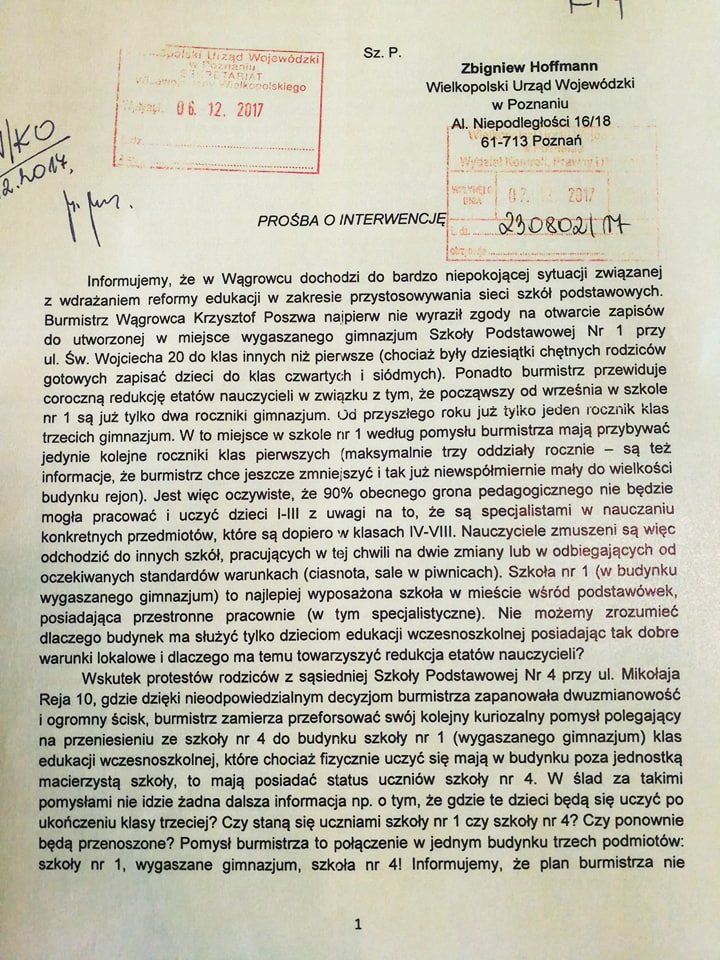 Sz. P.
Zbigniew Hoffmann
Wielkopolski Urząd Wojewódzki
w Poznaniu
Al. Niepodległości 16/18
61-713 Poznań
Urząd Wojewódzki
w Poznaniu
SEKRETARIAT
Wielkopolskiego
06. 12. 2017
L.dz.
/KO
2.2017.
Wydział Kontroli, Prawny i
WPŁYNĘŁO
DNIA
2017
L. dz. 230802/17
PROŚBA O INTERWENCJĘ
Informujemy, że w Wągrowcu dochodzi do bardzo niepokojącej sytuacji związanej
z wdrażaniem reformy edukacji w zakresie przystosowywania sieci szkół podstawowych.
Burmistrz Wągrowca Krzysztof Poszwa najpierw nie wyraził zgody na otwarcie zapisów
do utworzonej w miejsce wygaszanego gimnazjum Szkoły Podstawowej Nr 1 przy
ul. Św. Wojciecha 20 do klas innych niż pierwsze (chociaż były dziesiątki chętnych rodziców
gotowych zapisać dzieci do klas czwartych i siódmych). Ponadto burmistrz przewiduje
coroczną redukcję etatów nauczycieli w związku z tym, że począwszy od września w szkole
nr 1 są już tylko dwa roczniki gimnazjum. Od przyszłego roku już tylko jeden rocznik klas
trzecich gimnazjum. W to miejsce w szkole nr 1 według pomysłu burmistrza mają przybywać
jedynie kolejne roczniki klas pierwszych (maksymalnie trzy oddziały rocznie – są też
informacje, że burmistrz chce jeszcze zmniejszyć i tak już niewspółmiernie mały do wielkości
budynku rejon). Jest więc oczywiste, że 90% obecnego grona pedagogicznego nie będzie
mogła pracować i uczyć dzieci I-III z uwagi na to, że są specjalistami w nauczaniu
konkretnych przedmiotów, które są dopiero w klasach IV-VIII. Nauczyciele zmuszeni są więc
odchodzić do innych szkół, pracujących w tej chwili na dwie zmiany lub w odbiegających od
oczekiwanych standardów warunkach (ciasnota, sale w piwnicach). Szkoła nr 1 (w budynku
wygaszanego gimnazjum) to najlepiej wyposażona szkoła w mieście wśród podstawówek,
posiadająca przestronne pracownie (w tym specjalistyczne). Nie możemy zrozumieć
dlaczego budynek ma służyć tylko dzieciom edukacji wczesnoszkolnej posiadając tak dobre
warunki lokalowe i dlaczego ma temu towarzyszyć redukcja etatów nauczycieli?
Wskutek protestów rodziców z sąsiedniej Szkoły Podstawowej Nr 4 przy ul. Mikołaja
Reja 10, gdzie dzięki nieodpowiedzialnym decyzjom burmistrza zapanowała dwuzmianowość
i ogromny ścisk, burmistrz zamierza przeforsować swój kolejny kuriozalny pomysł polegający
na przeniesieniu ze szkoły nr 4 do budynku szkoły nr 1 (wygaszanego gimnazjum) klas
edukacji wczesnoszkolnej, które chociaż fizycznie uczyć się mają w budynku poza jednostką
macierzystą szkoły, to mają posiadać status uczniów szkoły nr 4. W ślad za takimi
pomysłami nie idzie żadna dalsza informacja np. o tym, że gdzie te dzieci będą się uczyć po
ukończeniu klasy trzeciej? Czy staną się uczniami szkoły nr 1 czy szkoły nr 4? Czy ponownie
będą przenoszone? Pomysł burmistrza to połączenie w jednym budynku trzech podmiotów:
szkoły nr 1, wygaszane gimnazjum, szkoła nr 4! Informujemy, że plan burmistrza nie
1